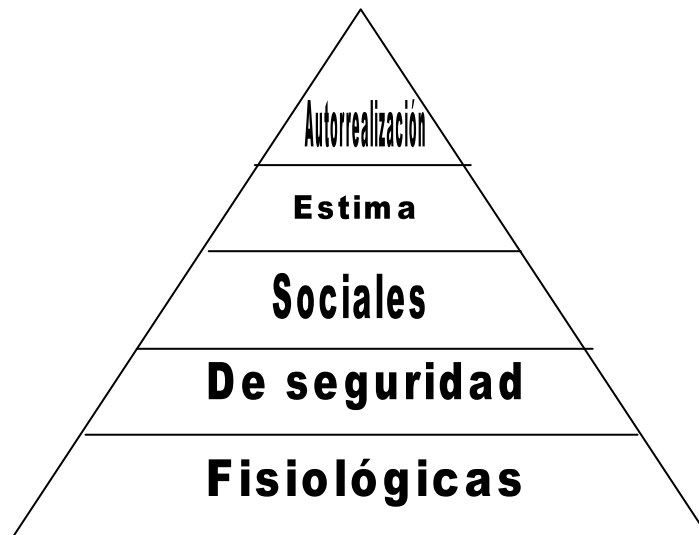 Autorrealización
Estima
Sociales
De seguridad
Fisiológicas